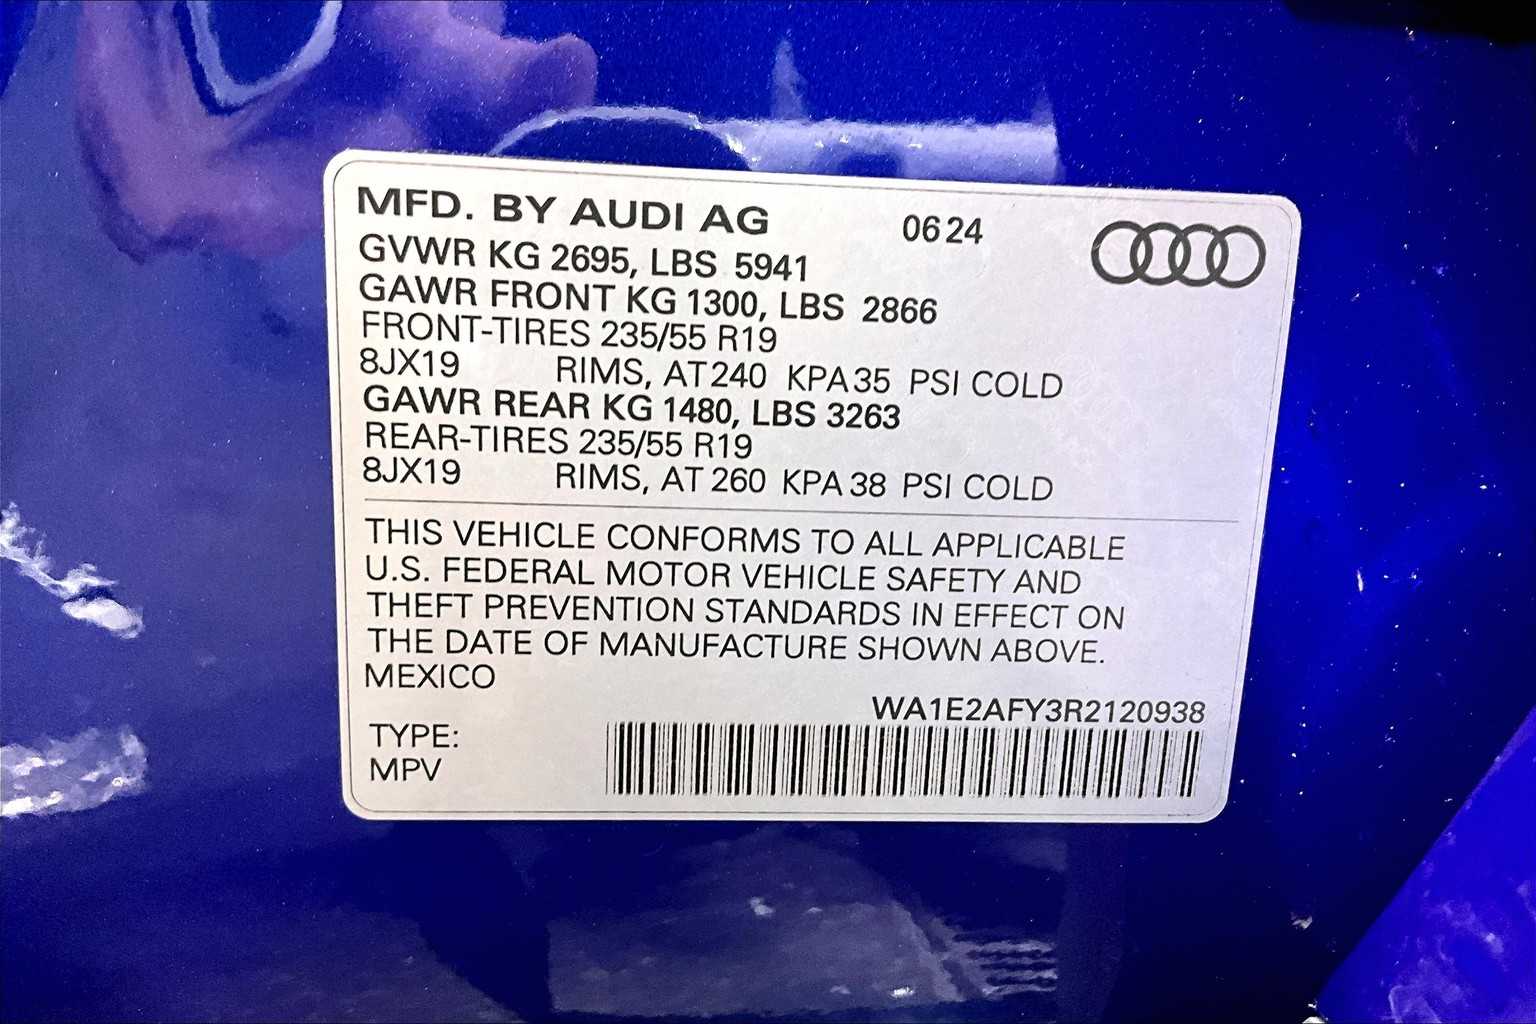 MFD. BY AUDI AG 0624
GVWR KG 2695, LBS 5941
GAWR FRONT KG 1300, LBS 2866
FRONT-TIRES 235/55 R19
8JX19 RIMS, AT 240 KPA 35 PSI COLD
GAWR REAR KG 1480, LBS 3263
REAR-TIRES 235/55 R19
8JX19 RIMS, AT 260 KPA 38 PSI COLD
THIS VEHICLE CONFORMS TO ALL APPLICABLE
U.S. FEDERAL MOTOR VEHICLE SAFETY AND
THEFT PREVENTION STANDARDS IN EFFECT ON
THE DATE OF MANUFACTURE SHOWN ABOVE.
MEXICO
WA1E2AFY3R2120938
TYPE:
MPV